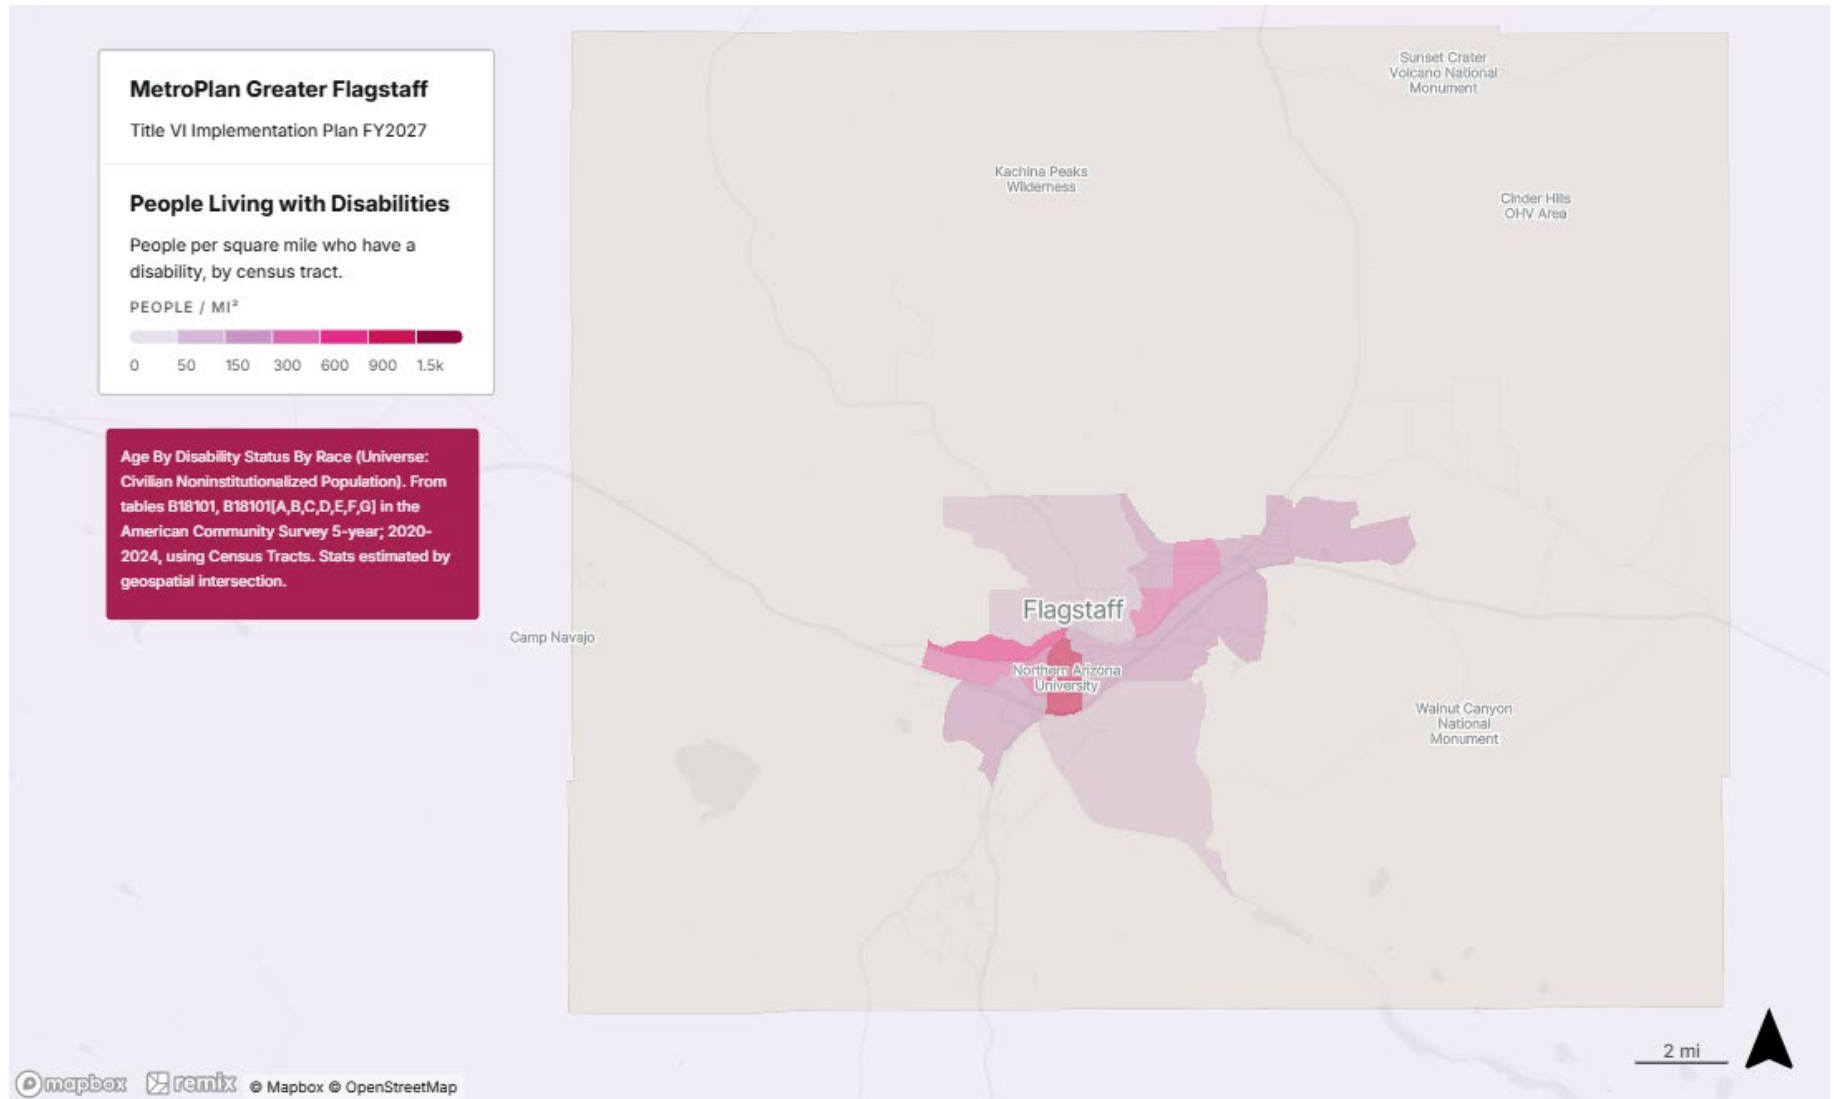 MetroPlan Greater Flagstaff
Title VI Implementation Plan FY2027
People Living with Disabilities
People per square mile who have a
disability, by census tract.
PEOPLE / MI²
0 50 150 300 600 900 1.5k
Age By Disability Status By Race (Universe:
Civilian Noninstitutionalized Population). From
tables B18101, B18101[A,B,C,D,E,F,G] in the
American Community Survey 5-year; 2020-
2024, using Census Tracts. Stats estimated by
geospatial intersection.
Sunset Crater
Volcano National
Monument
Kachina Peaks
Wilderness
Cinder Hills
OHV Area
Flagstaff
Camp Navajo
Northern Arizona
University
Walnut Canyon
National
Monument
2 mi
mapbox remix © Mapbox © OpenStreetMap